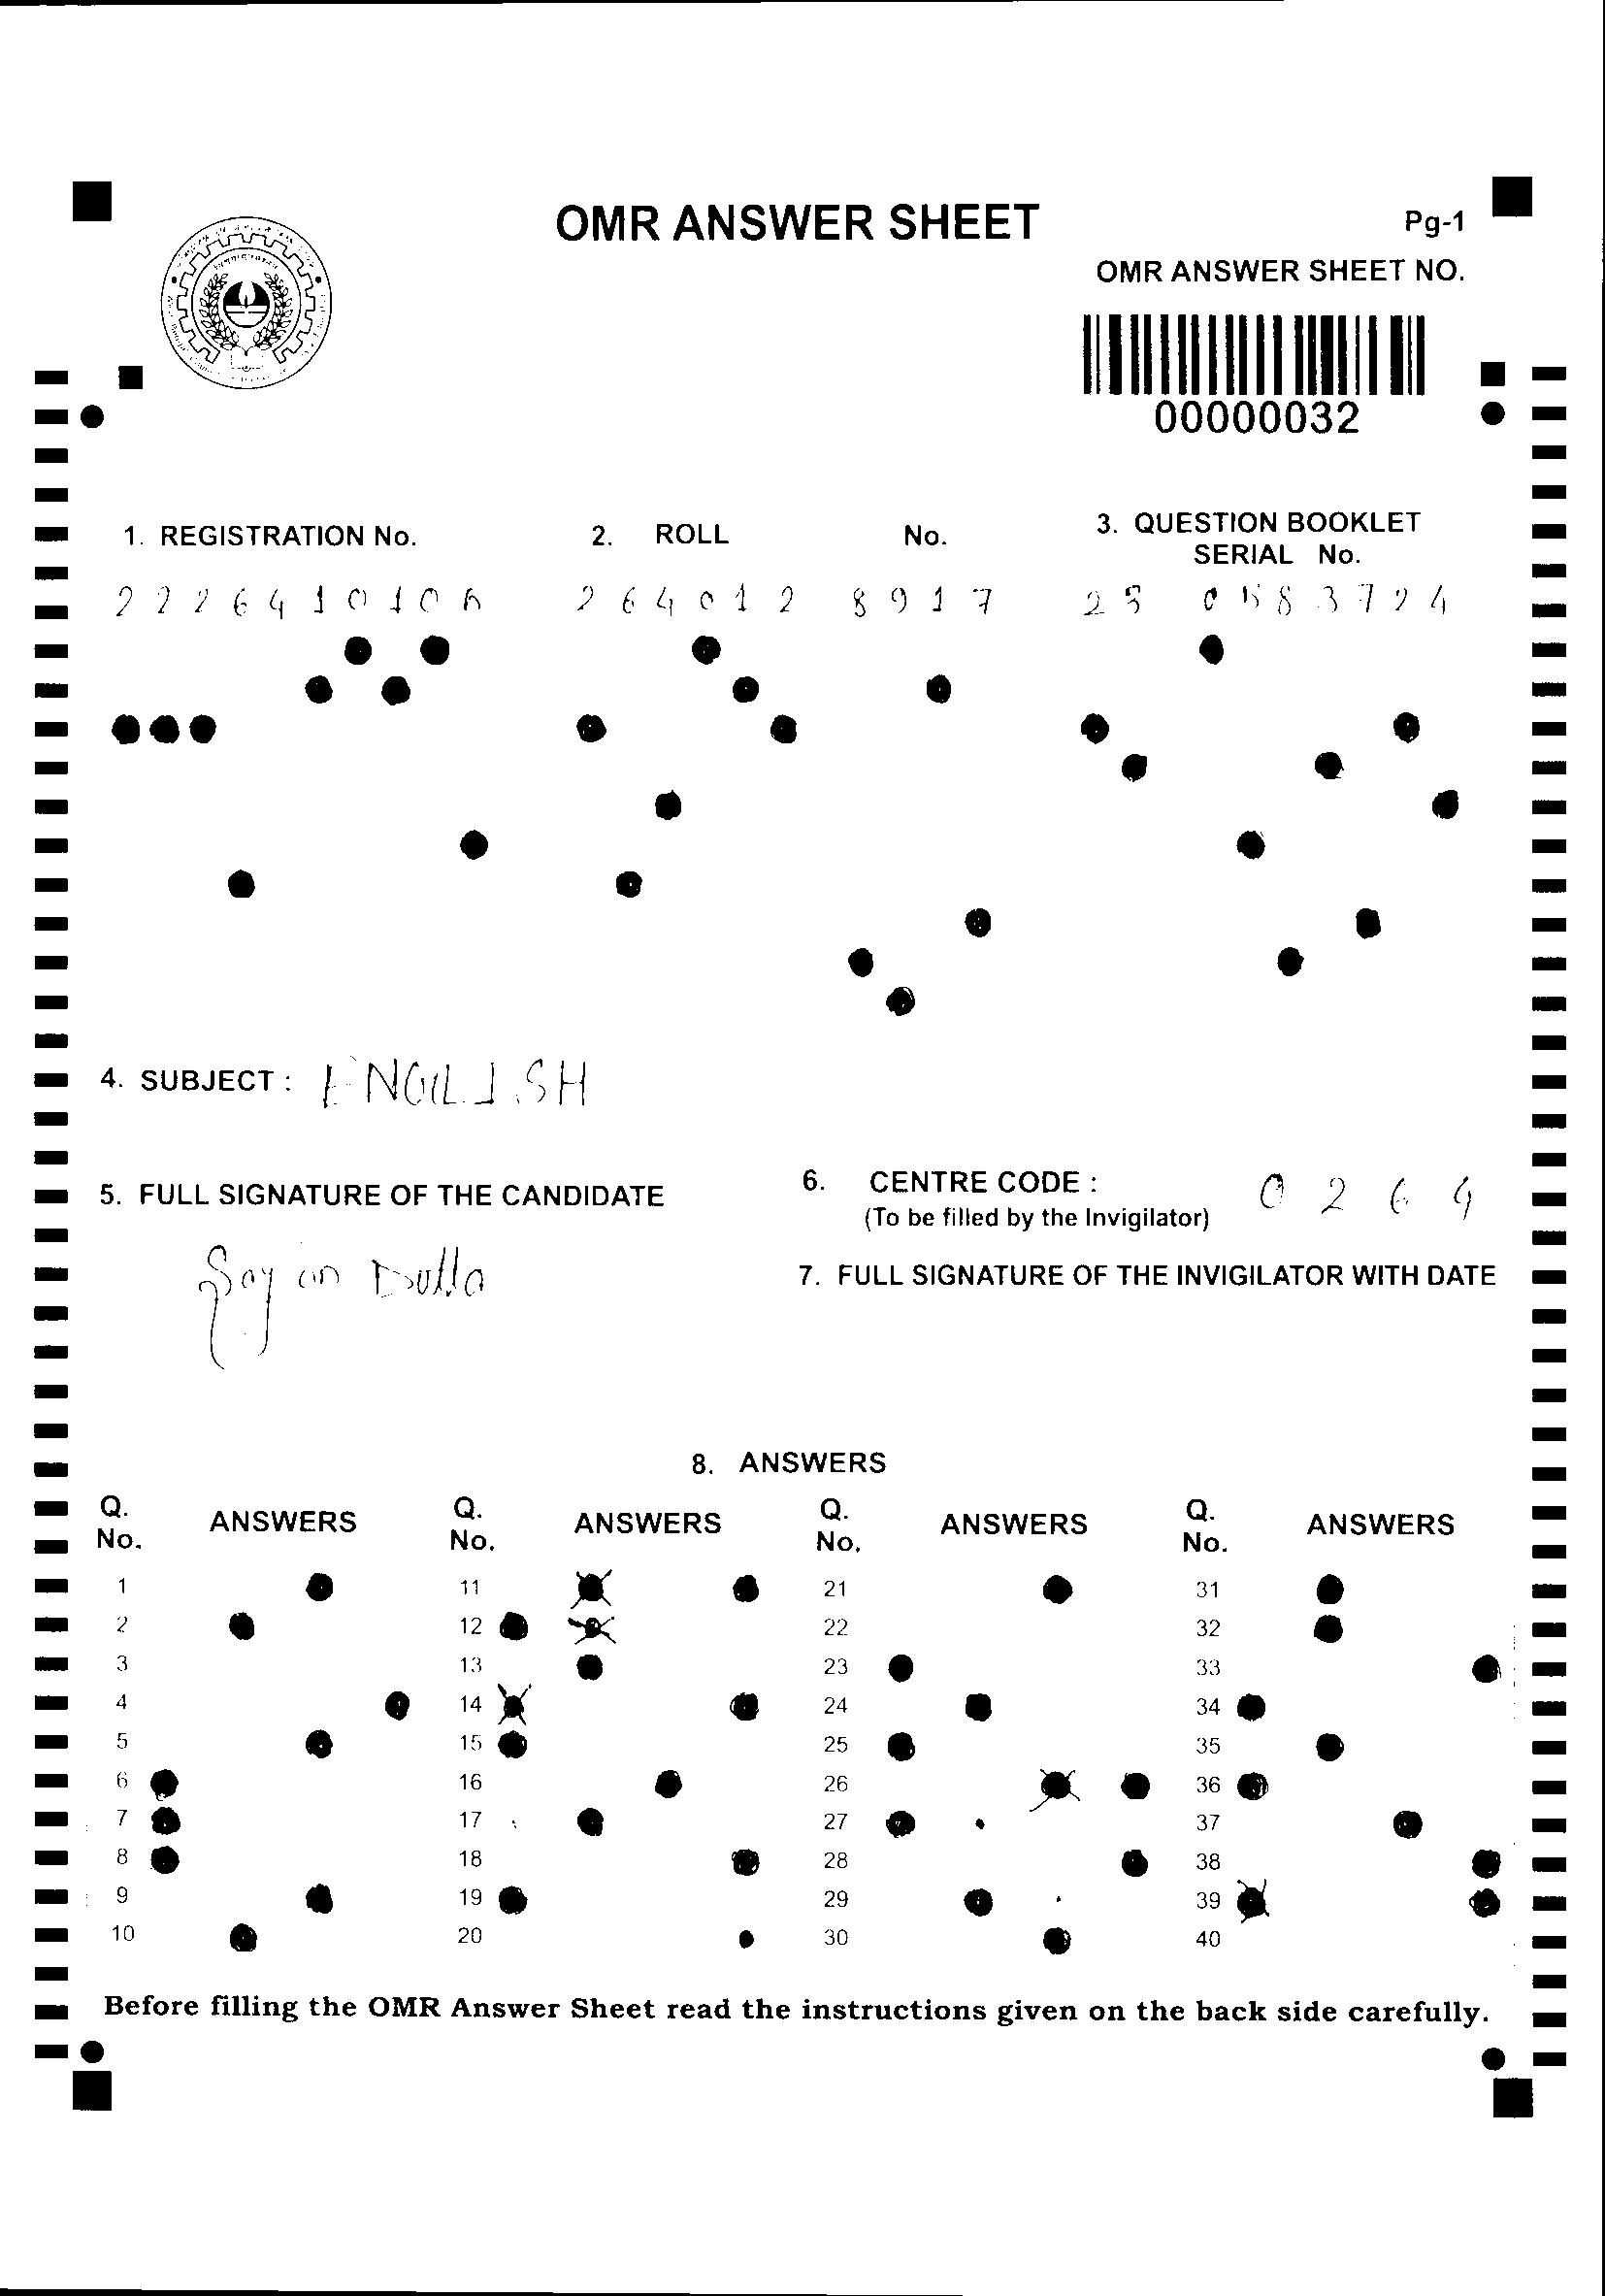 OMR ANSWER SHEET
Pg-1
OMR ANSWER SHEET NO.
00000032
1. REGISTRATION No.
2. ROLL No.
3. QUESTION BOOKLET
SERIAL No.
2226410105
264012 8917
23 0583724
4. SUBJECT : ENGLISH
5. FULL SIGNATURE OF THE CANDIDATE
6. CENTRE CODE : 0 2 6 4
(To be filled by the Invigilator)
Sayan Dutta
7. FULL SIGNATURE OF THE INVIGILATOR WITH DATE
8. ANSWERS
Q. No. ANSWERS Q. No. ANSWERS Q. No. ANSWERS Q. No. ANSWERS
1 11 21 31
2 12 22 32
3 13 23 33
4 14 24 34
5 15 25 35
6 16 26 36
7 17 27 37
8 18 28 38
9 19 29 39
10 20 30 40
Before filling the OMR Answer Sheet read the instructions given on the back side carefully.